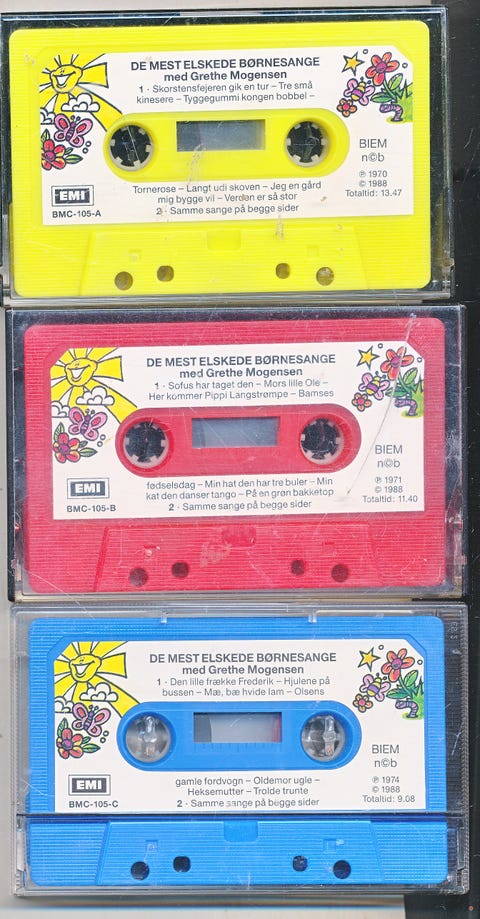 DE MEST ELSKEDE BØRNESANGE
med Grethe Mogensen
1 · Skorstensfejeren gik en tur – Tre små
kinesere – Tyggegummi kongen bobbel –
BIEM
n©b
EMI
BMC-105-A
Tornerose – Langt udi skoven – Jeg en gård
mig bygge vil – Verden er så stor
2 · Samme sange på begge sider
℗ 1970
© 1988
Totaltid: 13.47
DE MEST ELSKEDE BØRNESANGE
med Grethe Mogensen
1 · Sofus har taget den – Mors lille Ole –
Her kommer Pippi Langstrømpe – Bamses
BIEM
n©b
EMI
BMC-105-B
fødselsdag – Min hat den har tre buler – Min
kat den danser tango – På en grøn bakketop
2 · Samme sange på begge sider
℗ 1971
© 1988
Totaltid: 11.40
DE MEST ELSKEDE BØRNESANGE
med Grethe Mogensen
1 · Den lille frække Frederik – Hjulene på
bussen – Mæ, bæ hvide lam – Olsens
BIEM
n©b
EMI
BMC-105-C
gamle fordvogn – Oldemor ugle –
Heksemutter – Trolde trunte
2 · Samme sange på begge sider
℗ 1974
© 1988
Totaltid: 9.08